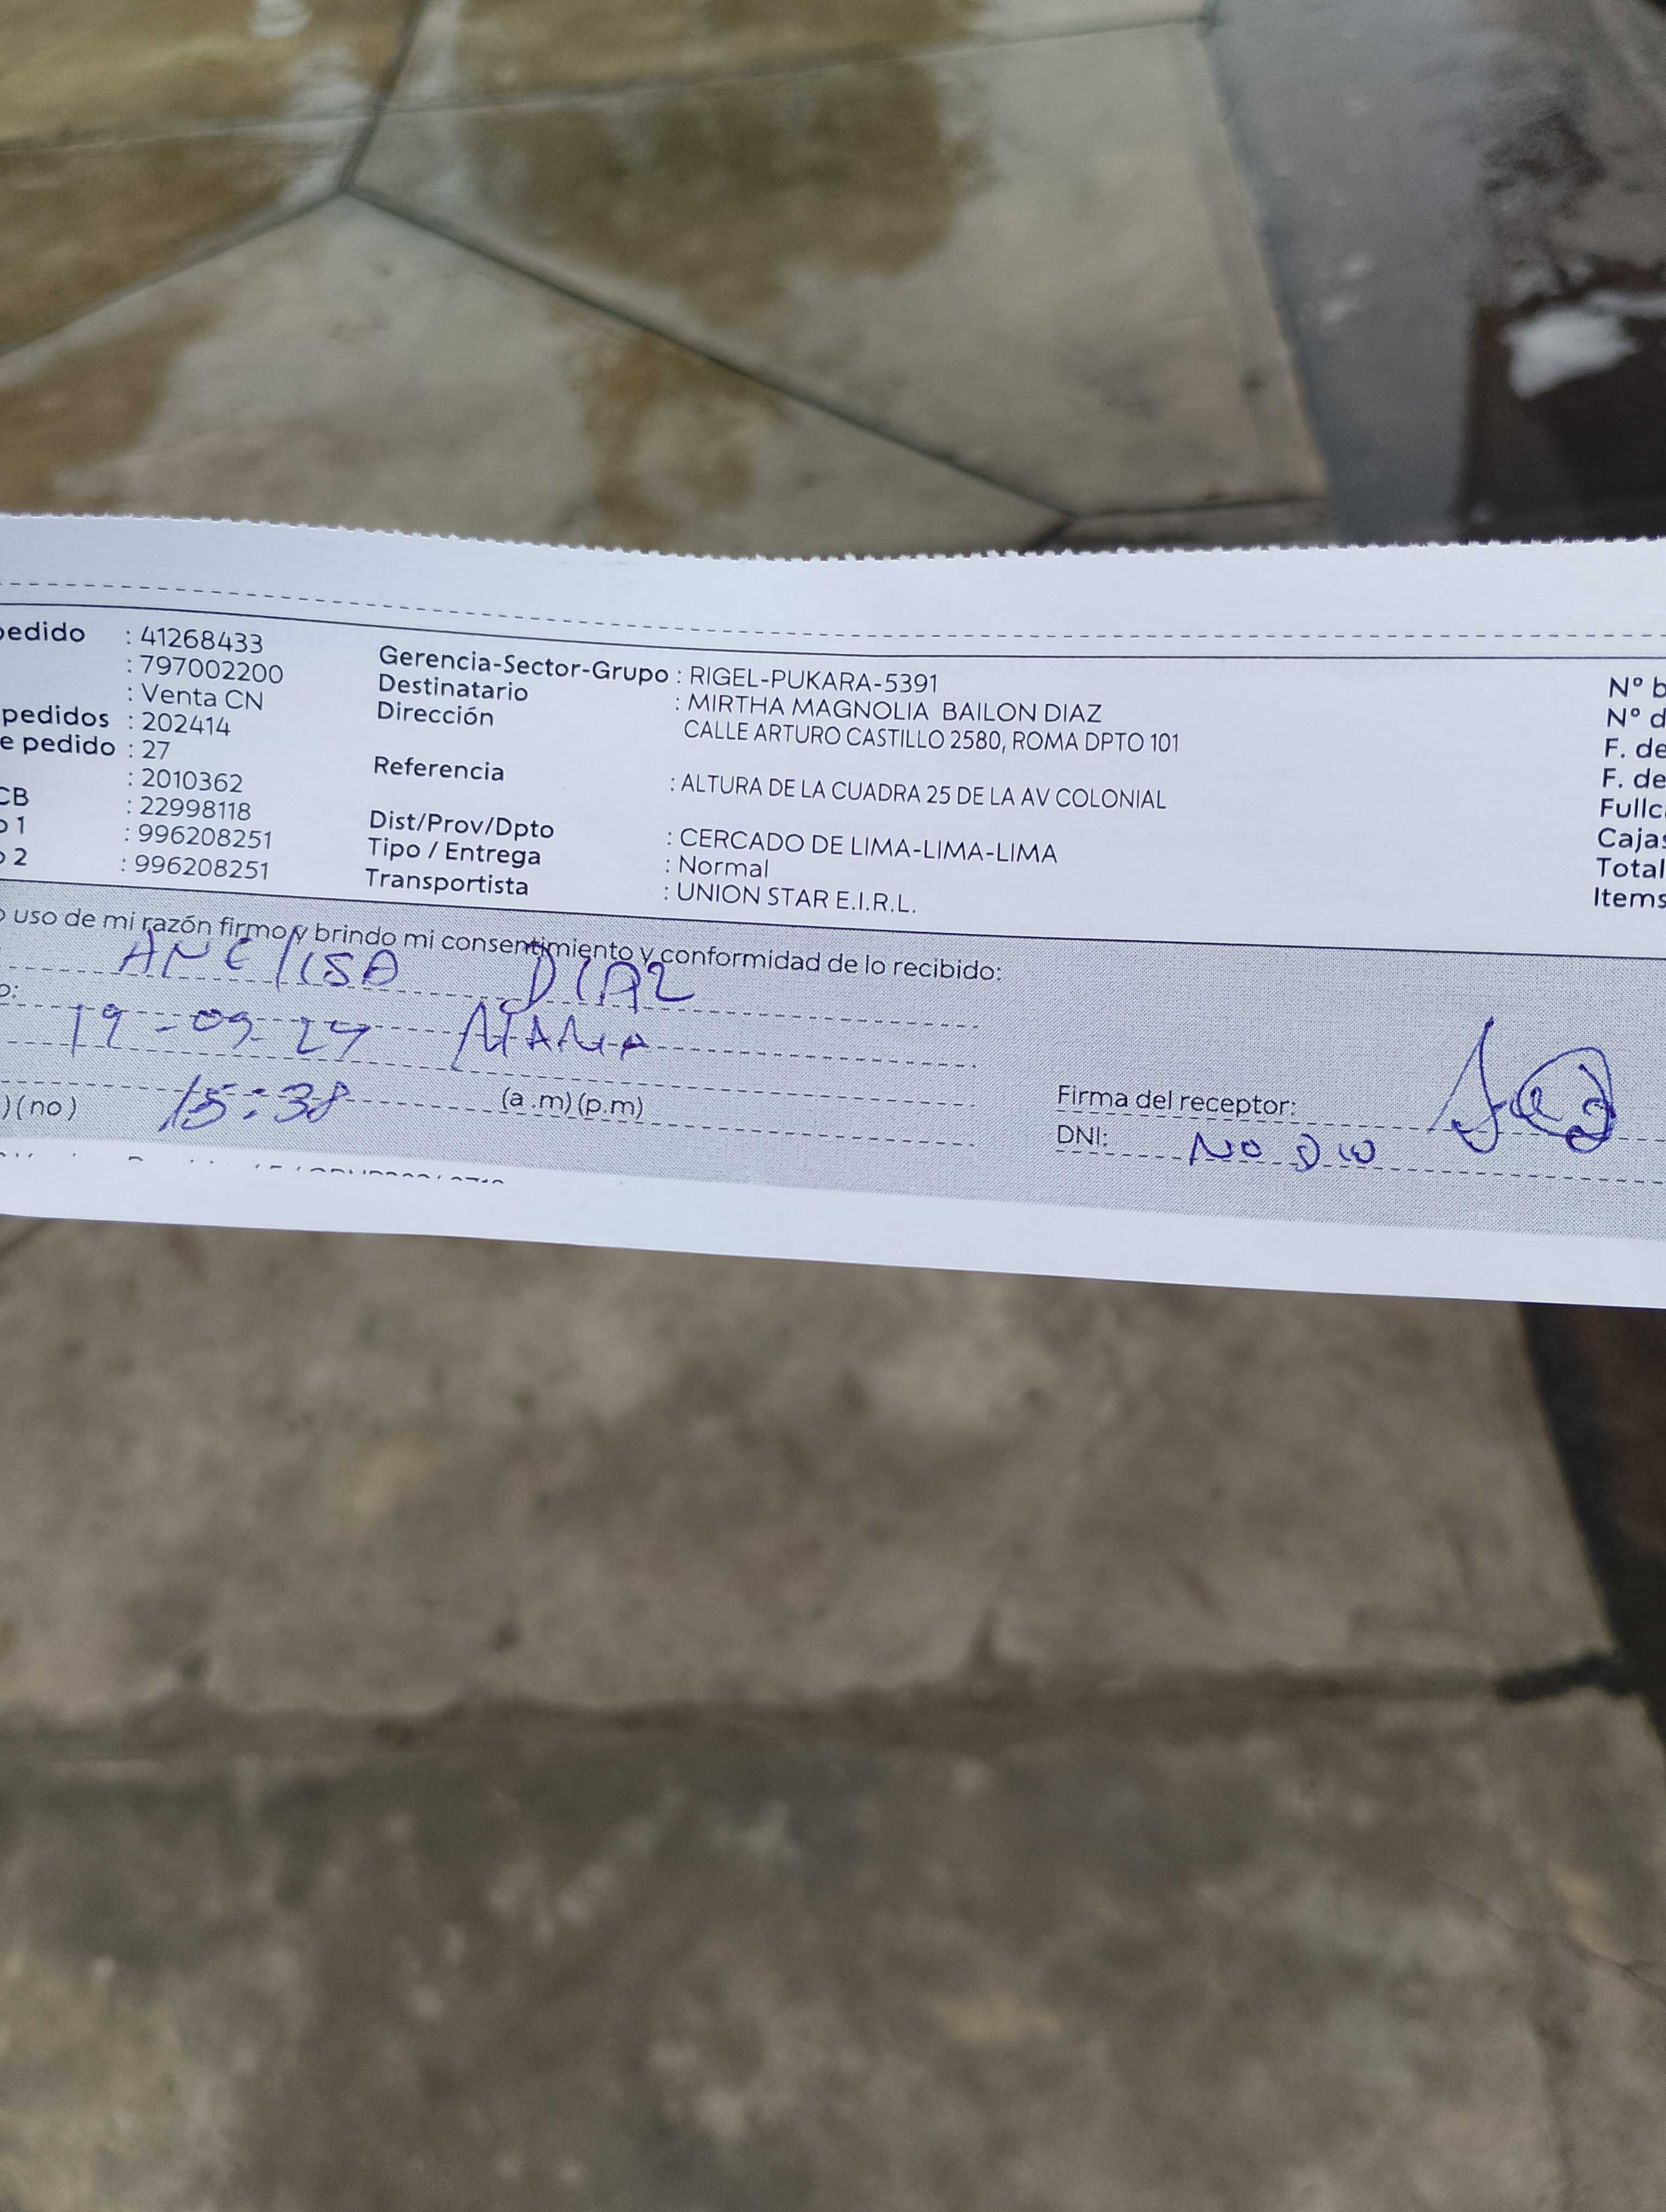 pedido : 41268433
: 797002200
: Venta CN
pedidos : 202414
e pedido : 27
: 2010362
CB : 22998118
o 1 : 996208251
o 2 : 996208251
Gerencia-Sector-Grupo : RIGEL-PUKARA-5391
Destinatario : MIRTHA MAGNOLIA BAILON DIAZ
Dirección CALLE ARTURO CASTILLO 2580, ROMA DPTO 101
Referencia : ALTURA DE LA CUADRA 25 DE LA AV COLONIAL
Dist/Prov/Dpto : CERCADO DE LIMA-LIMA-LIMA
Tipo / Entrega : Normal
Transportista : UNION STAR E.I.R.L.
Nº b
Nº d
F. de
F. de
Fullc
Cajas
Total
Items
o uso de mi razón firmo y brindo mi consentimiento y conformidad de lo recibido:
DIAZ
o: 19-09-24
)(no) 15:38 (a.m)(p.m)
Firma del receptor:
DNI: NO DIO